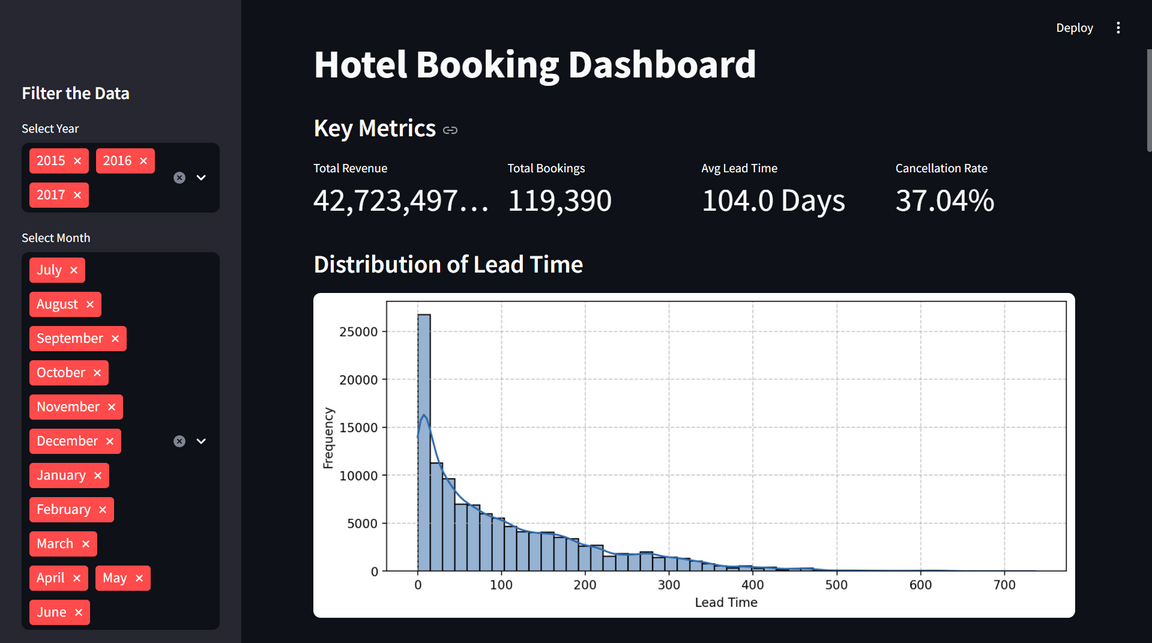 Deploy
Filter the Data
Select Year
2015
2016
2017
Select Month
July
August
September
October
November
December
January
February
March
April
May
June
Hotel Booking Dashboard
Key Metrics
Total Revenue
42,723,497...
Total Bookings
119,390
Avg Lead Time
104.0 Days
Cancellation Rate
37.04%
Distribution of Lead Time
Frequency
25000
20000
15000
10000
5000
0
0 100 200 300 400 500 600 700
Lead Time